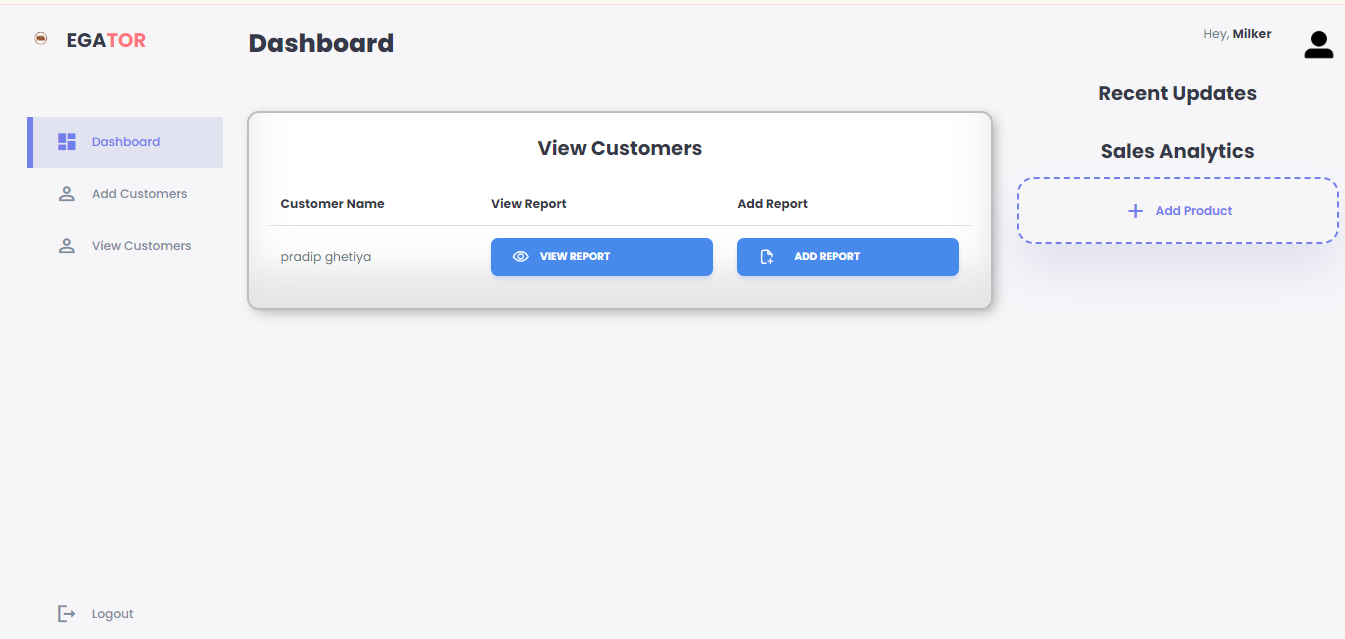 EGATOR
Dashboard
Add Customers
View Customers
Logout
Dashboard
View Customers
Customer Name View Report Add Report
pradip ghetiya VIEW REPORT ADD REPORT
Hey, Milker
Recent Updates
Sales Analytics
Add Product